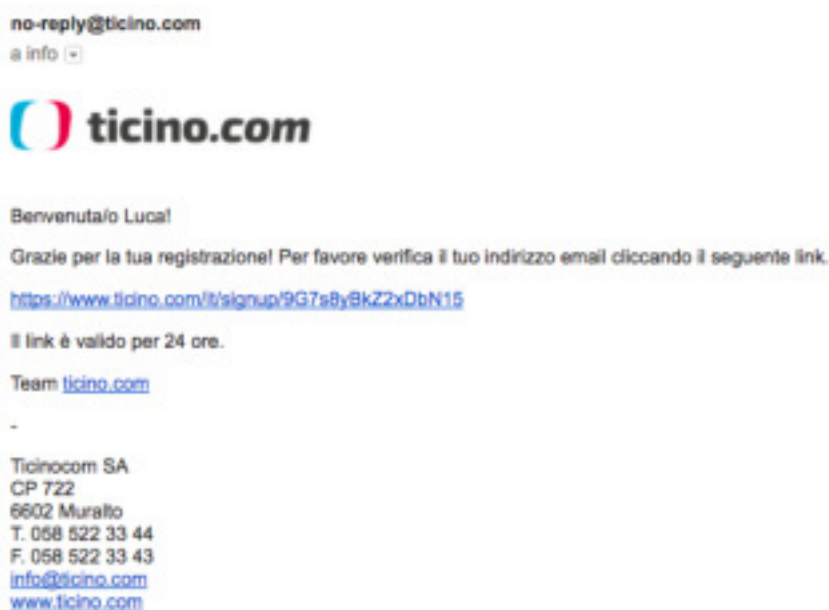 no-reply@ticino.com
a info
ticino.com
Benvenuta/o Luca!
Grazie per la tua registrazione! Per favore verifica il tuo indirizzo email cliccando il seguente link.
https://www.ticino.com/it/signup/9G7s8yBkZ2xDbN15
Il link è valido per 24 ore.
Team ticino.com
-
Ticinocom SA
CP 722
6602 Muralto
T. 058 522 33 44
F. 058 522 33 43
info@ticino.com
www.ticino.com